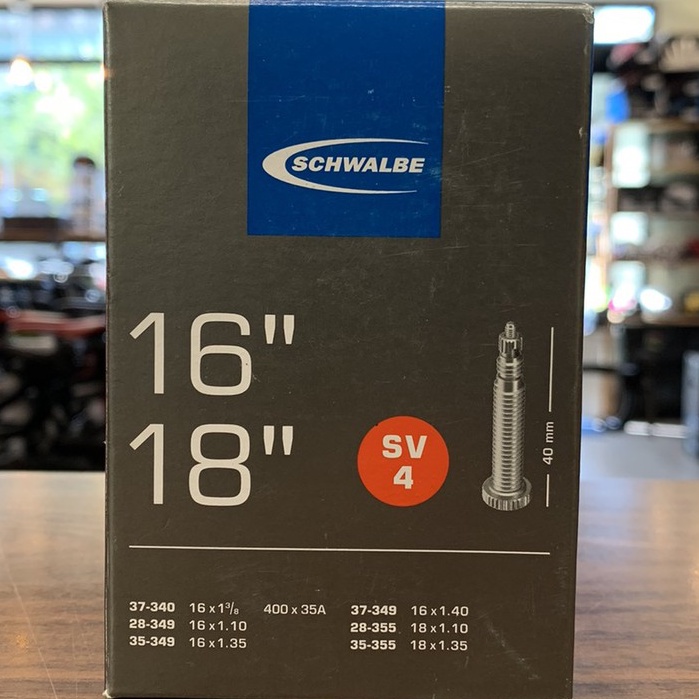 SCHWALBE
16"
18"
SV
4
40 mm
37-340 16 x 1³/₈ 400 x 35A
28-349 16 x 1.10
35-349 16 x 1.35
37-349 16 x 1.40
28-355 18 x 1.10
35-355 18 x 1.35